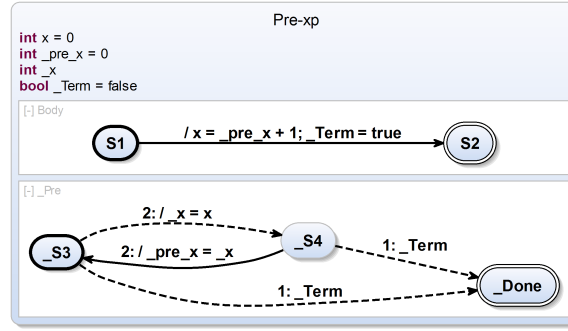 Pre-xp
int x = 0
int _pre_x = 0
int _x
bool _Term = false
[-] Body
/ x = _pre_x + 1; _Term = true
S1
S2
[-] _Pre
2: / _x = x
_S3
_S4
2: / _pre_x = _x
1: _Term
1: _Term
_Done